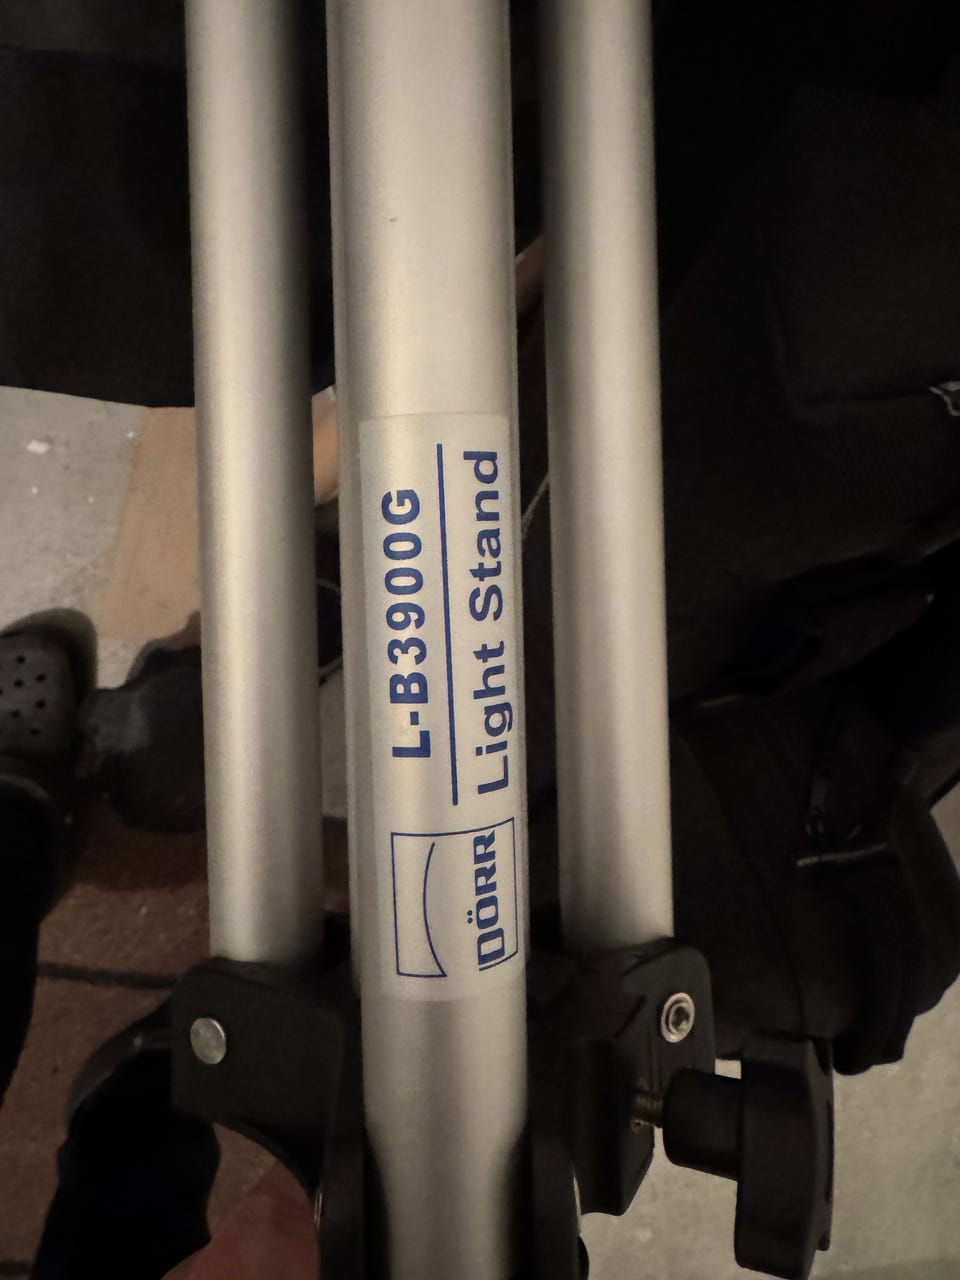 DÖRR
L-B3900G
Light Stand